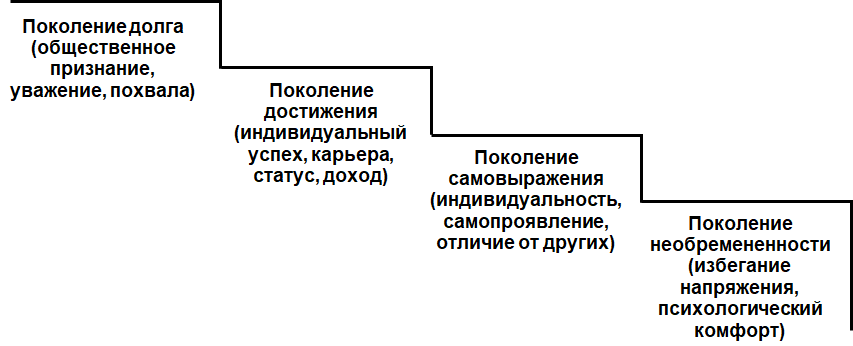 Поколение долга
(общественное
признание,
уважение, похвала)
Поколение
достижения
(индивидуальный
успех, карьера,
статус, доход)
Поколение
самовыражения
(индивидуальность,
самопроявление,
отличие от других)
Поколение
необремененности
(избегание
напряжения,
психологический
комфорт)